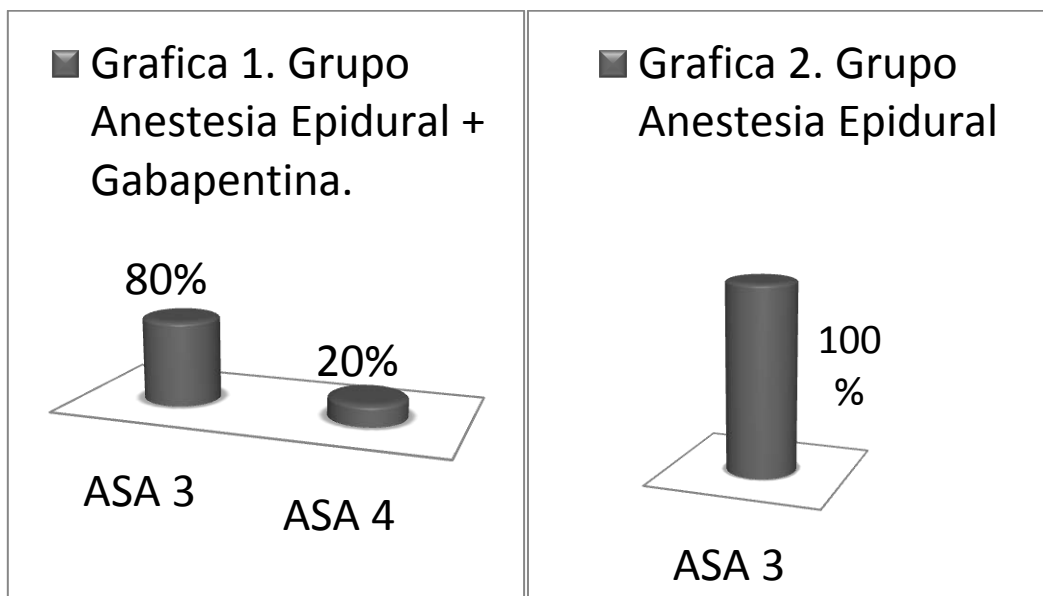 Grafica 1. Grupo
Anestesia Epidural +
Gabapentina.
80%
20%
ASA 3
ASA 4
Grafica 2. Grupo
Anestesia Epidural
100
%
ASA 3